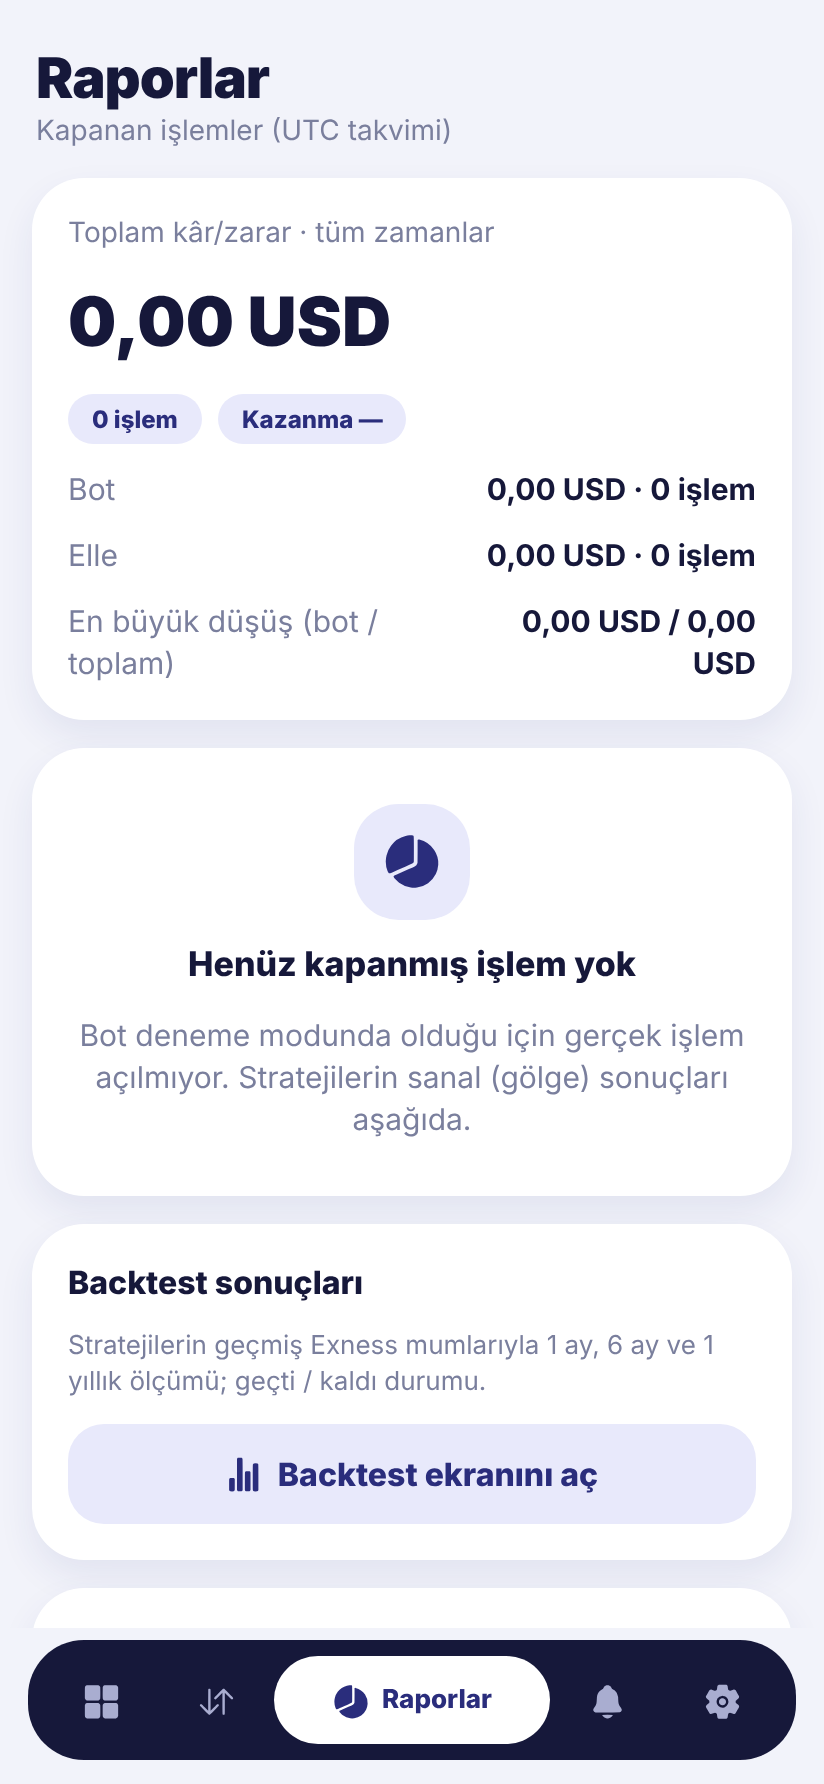 Raporlar
Kapanan işlemler (UTC takvimi)
Toplam kâr/zarar · tüm zamanlar
0,00 USD
0 işlem
Kazanma —
Bot
0,00 USD · 0 işlem
Elle
0,00 USD · 0 işlem
En büyük düşüş (bot /
toplam)
0,00 USD / 0,00
USD
Henüz kapanmış işlem yok
Bot deneme modunda olduğu için gerçek işlem
açılmıyor. Stratejilerin sanal (gölge) sonuçları
aşağıda.
Backtest sonuçları
Stratejilerin geçmiş Exness mumlarıyla 1 ay, 6 ay ve 1
yıllık ölçümü; geçti / kaldı durumu.
Backtest ekranını aç
Raporlar